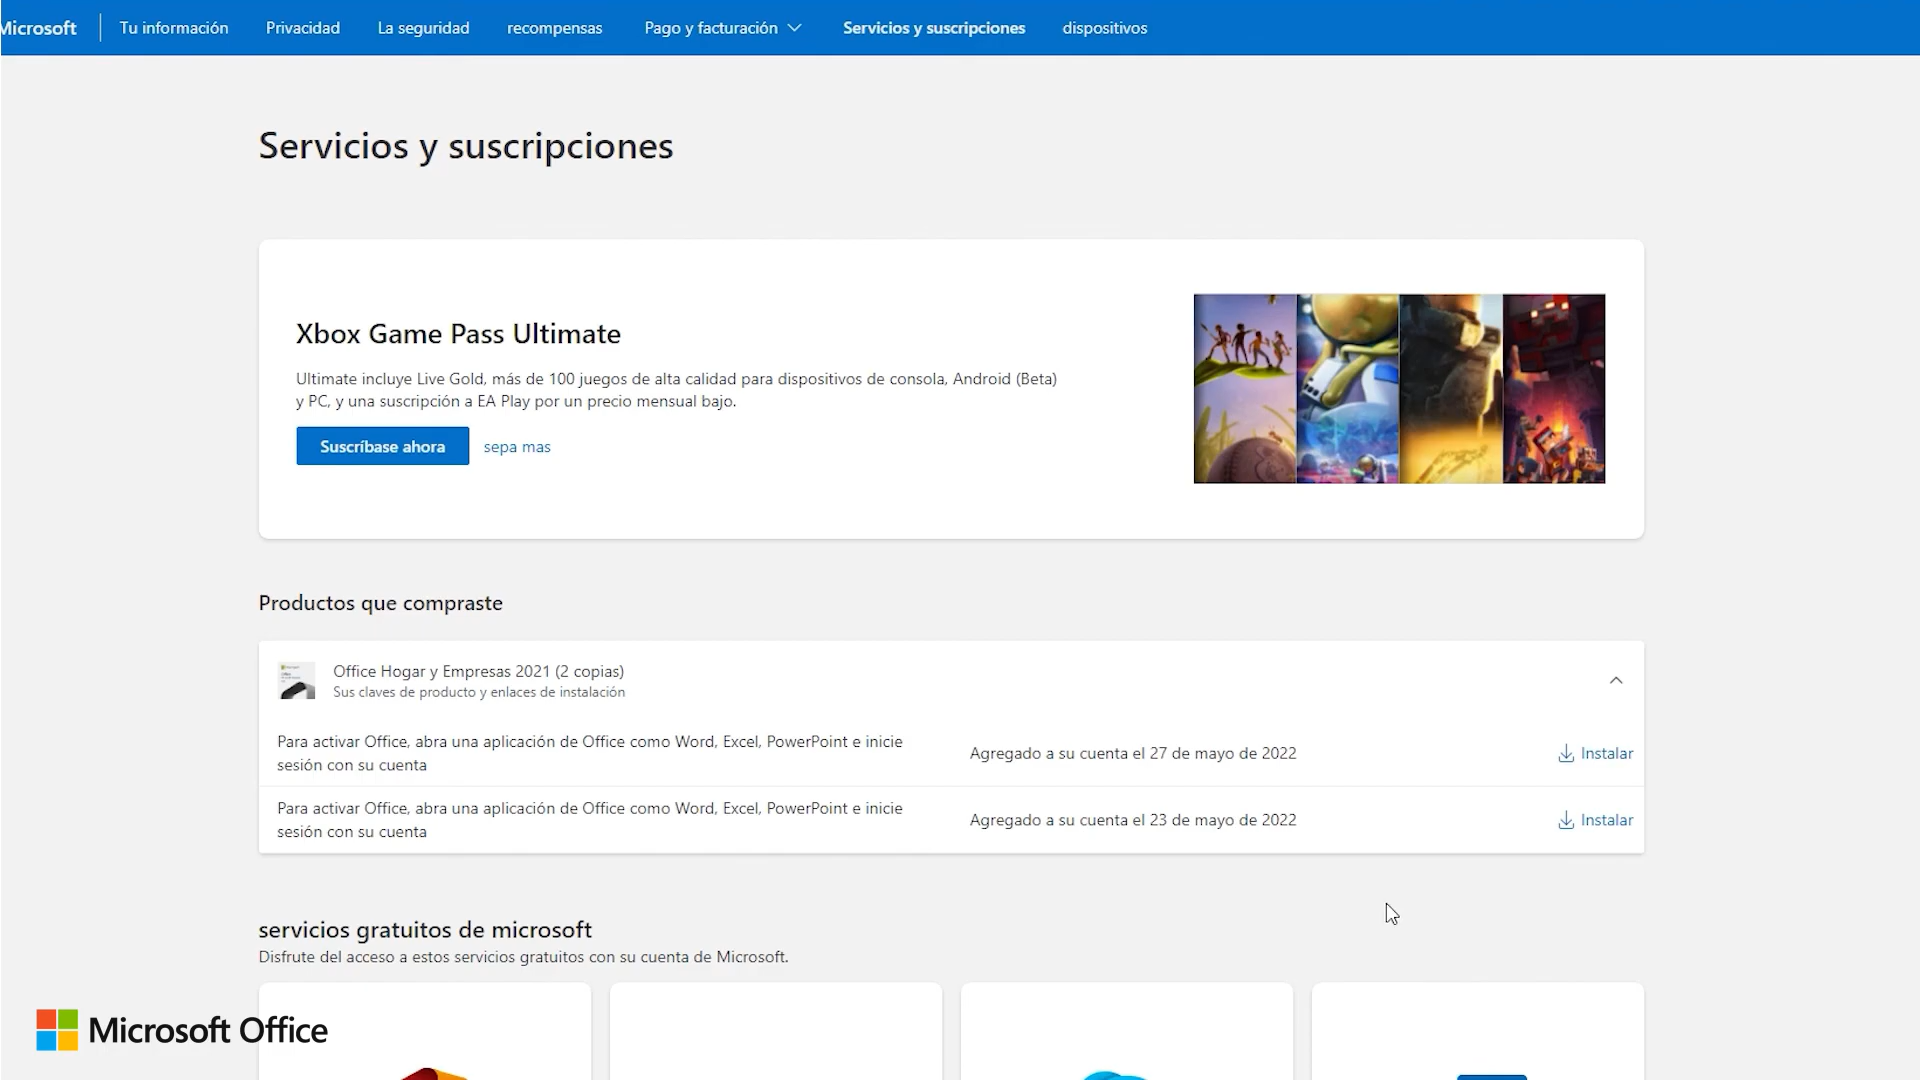 Microsoft
Tu información
Privacidad
La seguridad
recompensas
Pago y facturación
Servicios y suscripciones
dispositivos
Servicios y suscripciones
Xbox Game Pass Ultimate
Ultimate incluye Live Gold, más de 100 juegos de alta calidad para dispositivos de consola, Android (Beta)
y PC, y una suscripción a EA Play por un precio mensual bajo.
Suscríbase ahora
sepa mas
Productos que compraste
Office Hogar y Empresas 2021 (2 copias)
Sus claves de producto y enlaces de instalación
Para activar Office, abra una aplicación de Office como Word, Excel, PowerPoint e inicie
sesión con su cuenta
Agregado a su cuenta el 27 de mayo de 2022
Instalar
Para activar Office, abra una aplicación de Office como Word, Excel, PowerPoint e inicie
sesión con su cuenta
Agregado a su cuenta el 23 de mayo de 2022
Instalar
servicios gratuitos de microsoft
Disfrute del acceso a estos servicios gratuitos con su cuenta de Microsoft.
Microsoft Office